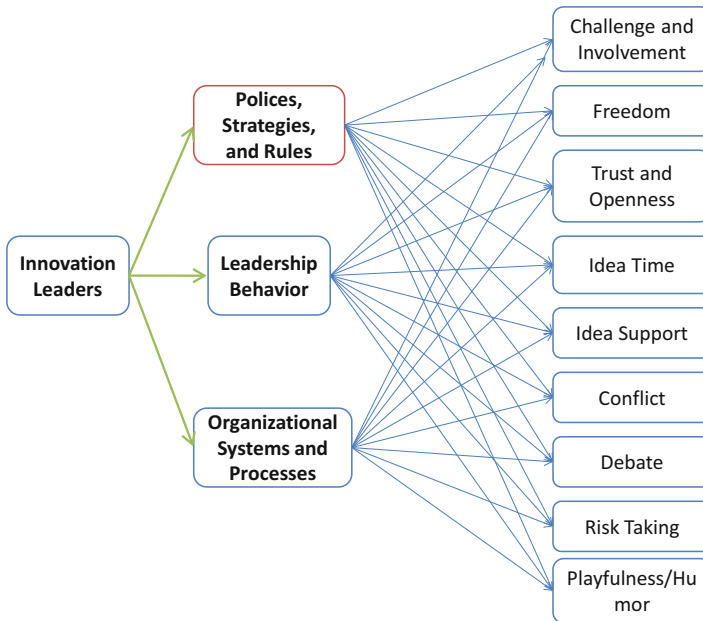 Challenge and
Involvement
Polices,
Strategies,
and Rules
Freedom
Trust and
Openness
Innovation
Leaders
Leadership
Behavior
Idea Time
Idea Support
Organizational
Systems and
Processes
Conflict
Debate
Risk Taking
Playfulness/Hu
mor